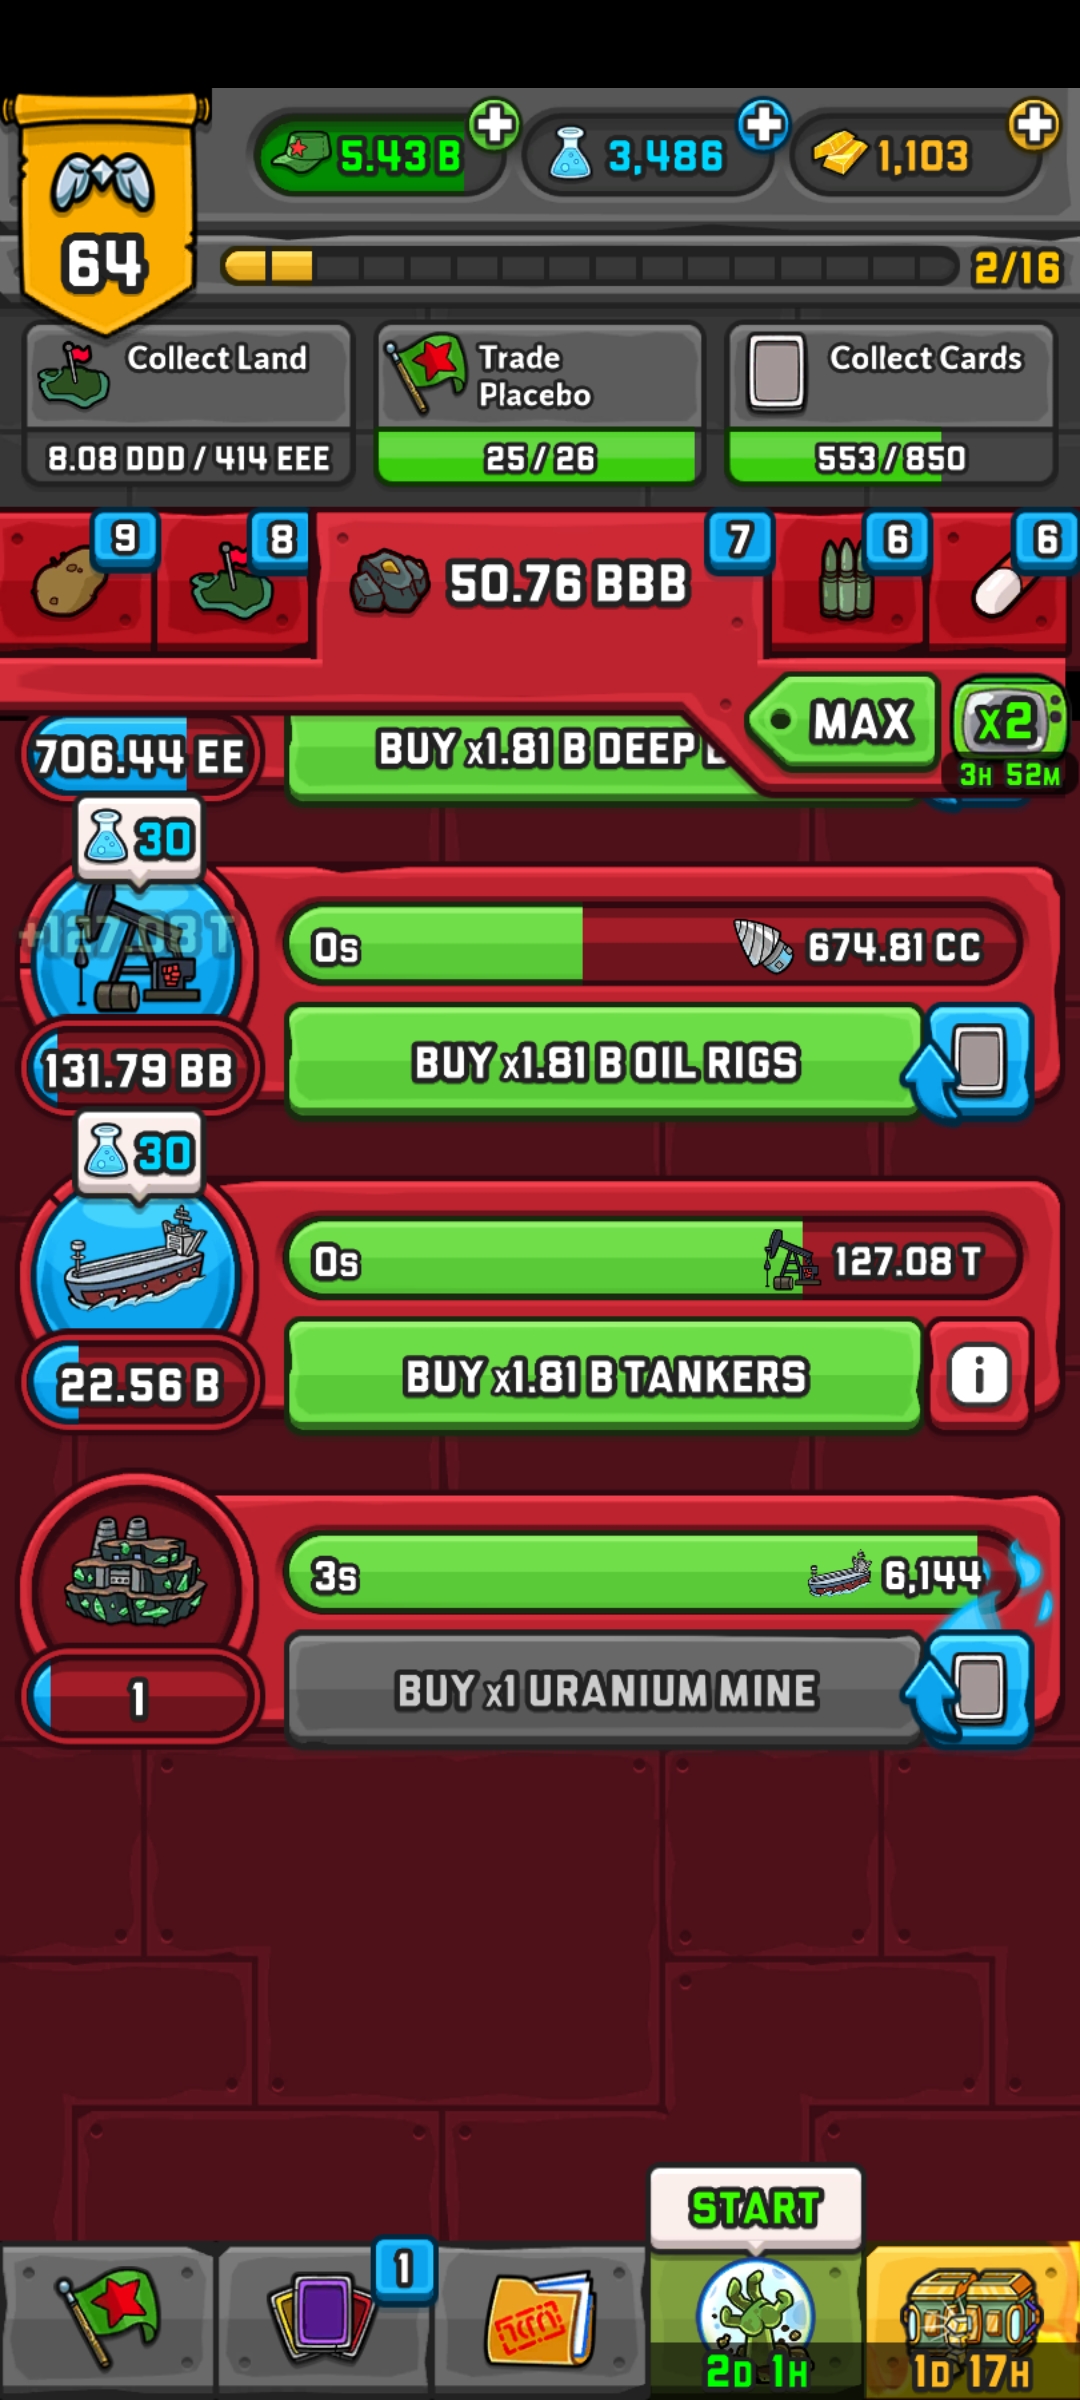 5.43 B
3,486
1,103
64
2/16
Collect Land
8.08 DDD / 414 EEE
Trade
Placebo
25 / 26
Collect Cards
553 / 850
9
8
50.76 BBB
7
6
6
MAX
x2
3H 52M
706.44 EE
BUY x1.81 B DEEP
30
+127.08 T
0s
674.81 CC
131.79 BB
BUY x1.81 B OIL RIGS
30
0s
127.08 T
22.56 B
BUY x1.81 B TANKERS
i
3s
6,144
1
BUY x1 URANIUM MINE
START
1
2D 1H
1D 17H